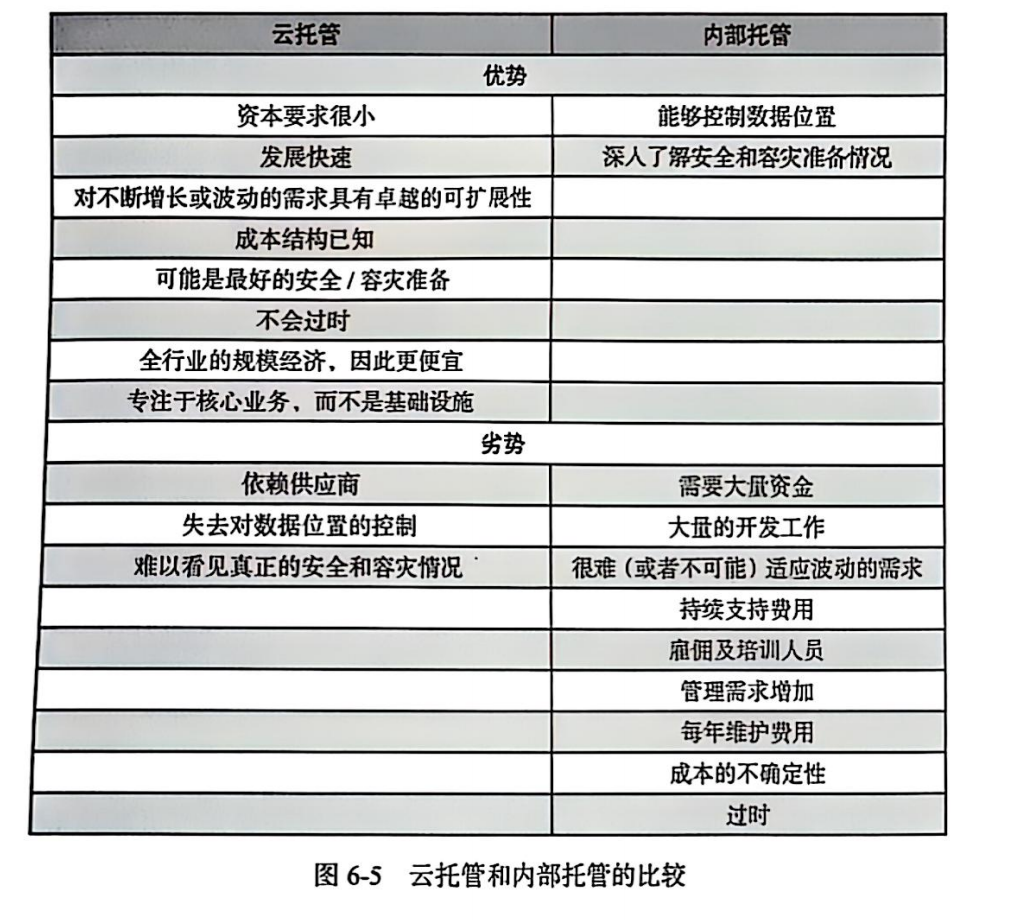 云托管 内部托管
优势
资本要求很小 能够控制数据位置
发展快速 深入了解安全和容灾准备情况
对不断增长或波动的需求具有卓越的可扩展性
成本结构已知
可能是最好的安全/容灾准备
不会过时
全行业的规模经济，因此更便宜
专注于核心业务，而不是基础设施
劣势
依赖供应商 需要大量资金
失去对数据位置的控制 大量的开发工作
难以看见真正的安全和容灾情况 很难（或者不可能）适应波动的需求
持续支持费用
雇佣及培训人员
管理需求增加
每年维护费用
成本的不确定性
过时
图 6-5 云托管和内部托管的比较